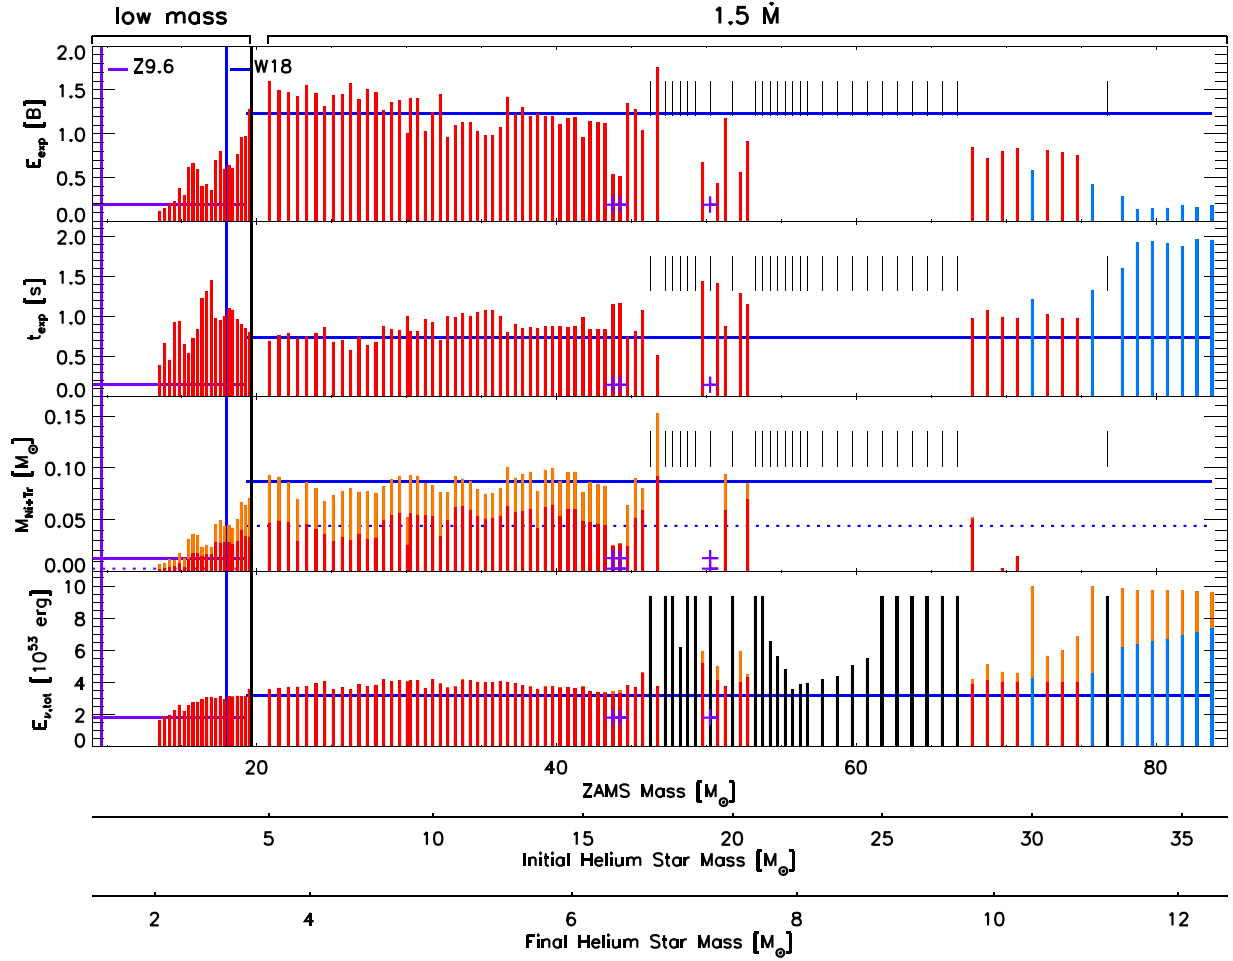 low mass
1.5 Ṁ
Z9.6
W18
2.0
1.5
1.0
0.5
0.0
E_exp [B]
2.0
1.5
1.0
0.5
0.0
t_exp [s]
0.15
0.10
0.05
0.00
M_Ni+Tr [M_⊙]
10
8
6
4
2
0
E_ν,tot [10^53 erg]
20 40 60 80
ZAMS Mass [M_⊙]
5 10 15 20 25 30 35
Initial Helium Star Mass [M_⊙]
2 4 6 8 10 12
Final Helium Star Mass [M_⊙]